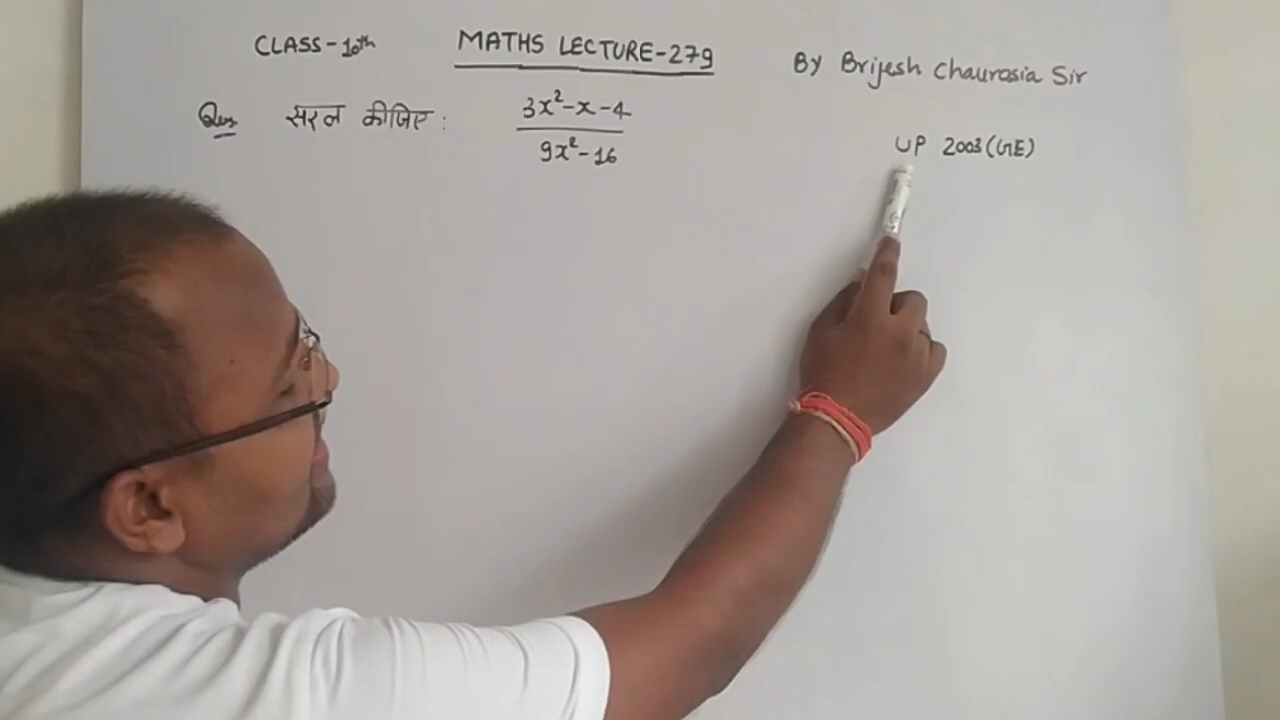 CLASS-10th MATHS LECTURE-279 By Brijesh Chaurasia Sir
Ques सरल कीजिए: 3x²-x-4
9x²-16
UP 2003(GE)